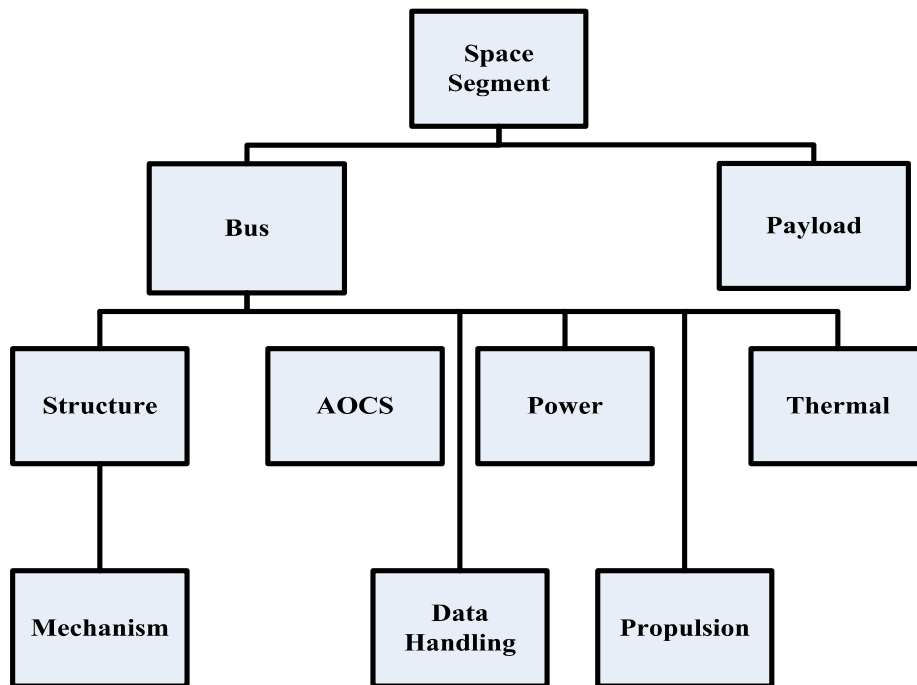 Space
Segment
Bus
Payload
Structure
AOCS
Power
Thermal
Mechanism
Data
Handling
Propulsion